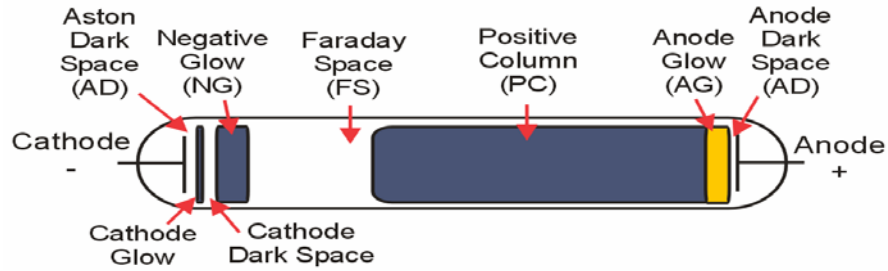 Aston
Dark
Space
(AD)
Negative
Glow
(NG)
Faraday
Space
(FS)
Positive
Column
(PC)
Anode
Glow
(AG)
Anode
Dark
Space
(AD)
Cathode
-
Anode
+
Cathode
Glow
Cathode
Dark Space